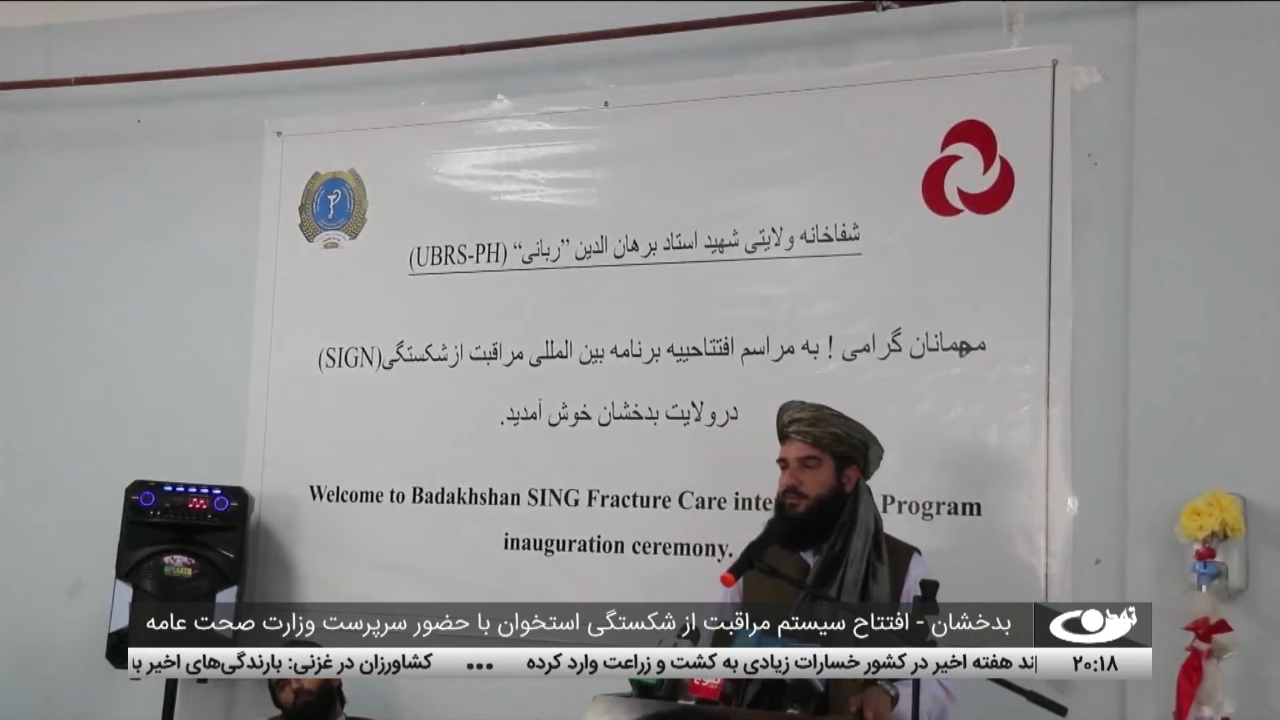 شفاخانه ولایتی شهید استاد برهان الدین ”ربانی“ (UBRS-PH)
مهمانان گرامی ! به مراسم افتتاحییه برنامه بین المللی مراقبت ازشکستگی(SIGN)
درولایت بدخشان خوش آمدید.
Welcome to Badakhshan SING Fracture Care inte Program
inauguration ceremony.
بدخشان - افتتاح سیستم مراقبت از شکستگی استخوان با حضور سرپرست وزارت صحت عامه
۲۰:۱۸
اند هفته اخیر در کشور خسارات زیادی به کشت و زراعت وارد کرده ... کشاورزان در غزنی: بارندگی‌های اخیر با